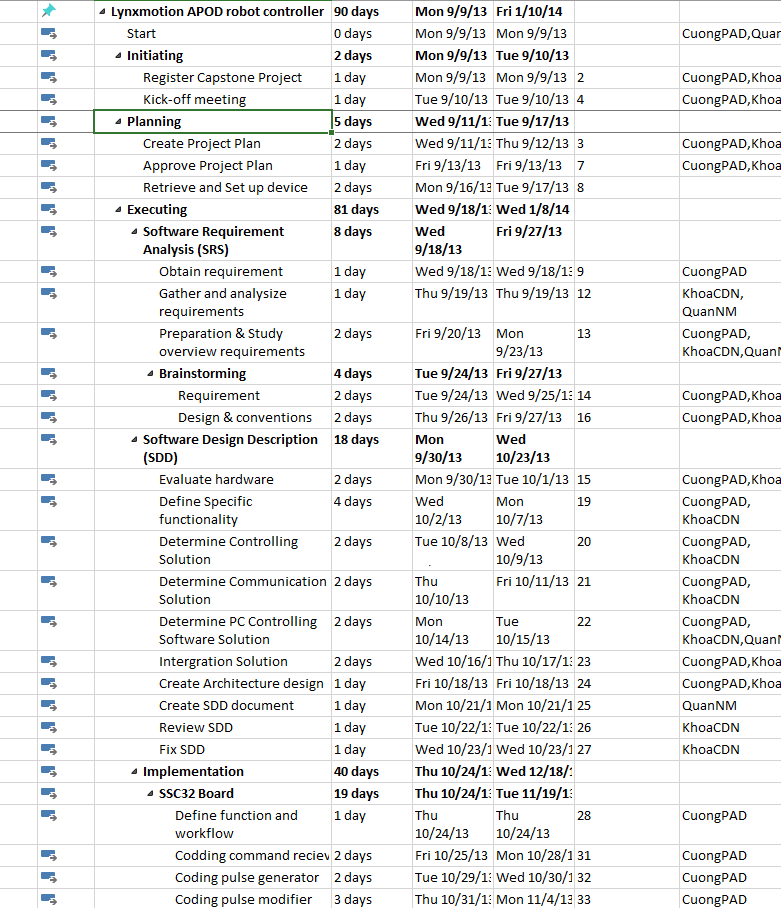 Lynxmotion APOD robot controller 90 days Mon 9/9/13 Fri 1/10/14
Start 0 days Mon 9/9/13 Mon 9/9/13 CuongPAD,Quan
Initiating 2 days Mon 9/9/13 Tue 9/10/13
Register Capstone Project 1 day Mon 9/9/13 Mon 9/9/13 2 CuongPAD,Khoa
Kick-off meeting 1 day Tue 9/10/13 Tue 9/10/13 4 CuongPAD,Khoa
Planning 5 days Wed 9/11/13 Tue 9/17/13
Create Project Plan 2 days Wed 9/11/13 Thu 9/12/13 3 CuongPAD,Khoa
Approve Project Plan 1 day Fri 9/13/13 Fri 9/13/13 7 CuongPAD,Khoa
Retrieve and Set up device 2 days Mon 9/16/13 Tue 9/17/13 8
Executing 81 days Wed 9/18/13 Wed 1/8/14
Software Requirement 8 days Wed Fri 9/27/13
Analysis (SRS) 9/18/13
Obtain requirement 1 day Wed 9/18/13 Wed 9/18/13 9 CuongPAD
Gather and analysize 1 day Thu 9/19/13 Thu 9/19/13 12 KhoaCDN,
requirements QuanNM
Preparation & Study 2 days Fri 9/20/13 Mon 13 CuongPAD,
overview requirements 9/23/13 KhoaCDN,QuanN
Brainstorming 4 days Tue 9/24/13 Fri 9/27/13
Requirement 2 days Tue 9/24/13 Wed 9/25/13 14 CuongPAD,Khoa
Design & conventions 2 days Thu 9/26/13 Fri 9/27/13 16 CuongPAD,Khoa
Software Design Description 18 days Mon Wed
(SDD) 9/30/13 10/23/13
Evaluate hardware 2 days Mon 9/30/13 Tue 10/1/13 15 CuongPAD,Khoa
Define Specific 4 days Wed Mon 19 CuongPAD,
functionality 10/2/13 10/7/13 KhoaCDN
Determine Controlling 2 days Tue 10/8/13 Wed 20 CuongPAD,
Solution 10/9/13 KhoaCDN
Determine Communication 2 days Thu Fri 10/11/13 21 CuongPAD,
Solution 10/10/13 KhoaCDN
Determine PC Controlling 2 days Mon Tue 22 CuongPAD,
Software Solution 10/14/13 10/15/13 KhoaCDN,QuanN
Intergration Solution 2 days Wed 10/16/1 Thu 10/17/13 23 CuongPAD,Khoa
Create Architecture design 1 day Fri 10/18/13 Fri 10/18/13 24 CuongPAD,Khoa
Create SDD document 1 day Mon 10/21/1 Mon 10/21/1 25 QuanNM
Review SDD 1 day Tue 10/22/13 Tue 10/22/13 26 KhoaCDN
Fix SDD 1 day Wed 10/23/1 Wed 10/23/1 27 KhoaCDN
Implementation 40 days Thu 10/24/13 Wed 12/18/1
SSC32 Board 19 days Thu 10/24/13 Tue 11/19/13
Define function and 1 day Thu Thu 28 CuongPAD
workflow 10/24/13 10/24/13
Codding command reciev 2 days Fri 10/25/13 Mon 10/28/1 31 CuongPAD
Coding pulse generator 2 days Tue 10/29/13 Wed 10/30/1 32 CuongPAD
Coding pulse modifier 3 days Thu 10/31/13 Mon 11/4/13 33 CuongPAD